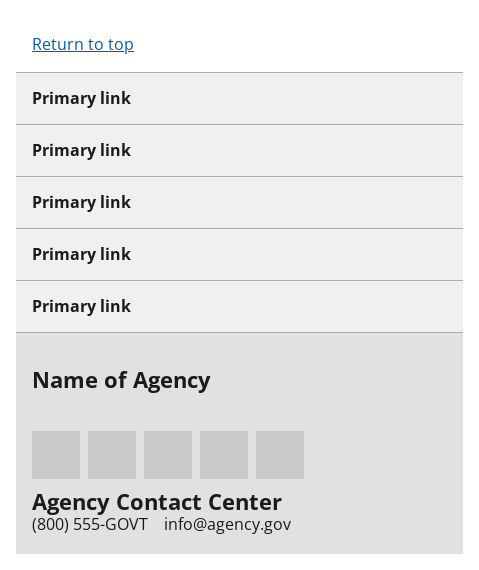 Return to top
Primary link
Primary link
Primary link
Primary link
Primary link
Name of Agency
Agency Contact Center
(800) 555-GOVT info@agency.gov